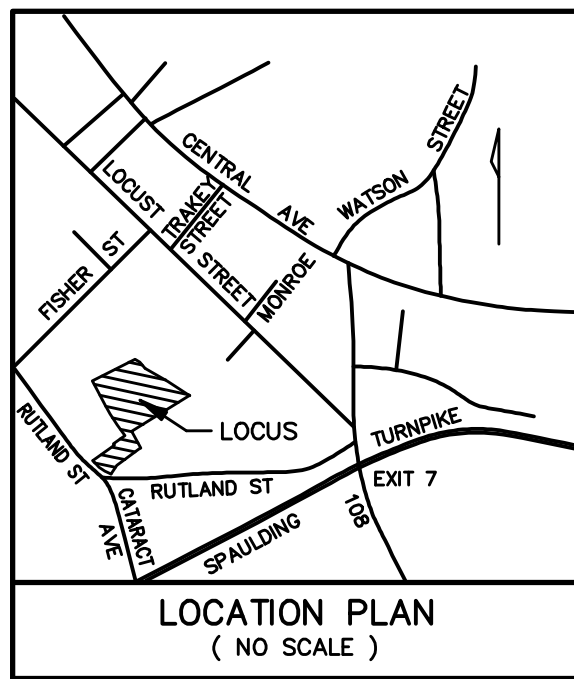 CENTRAL
AVE
WATSON
STREET
LOCUST
STREET
TRAKEY
STREET
MONROE
FISHER ST
RUTLAND ST
LOCUS
RUTLAND ST
CATARACT
AVE
SPAULDING
TURNPIKE
EXIT 7
108
LOCATION PLAN
( NO SCALE )